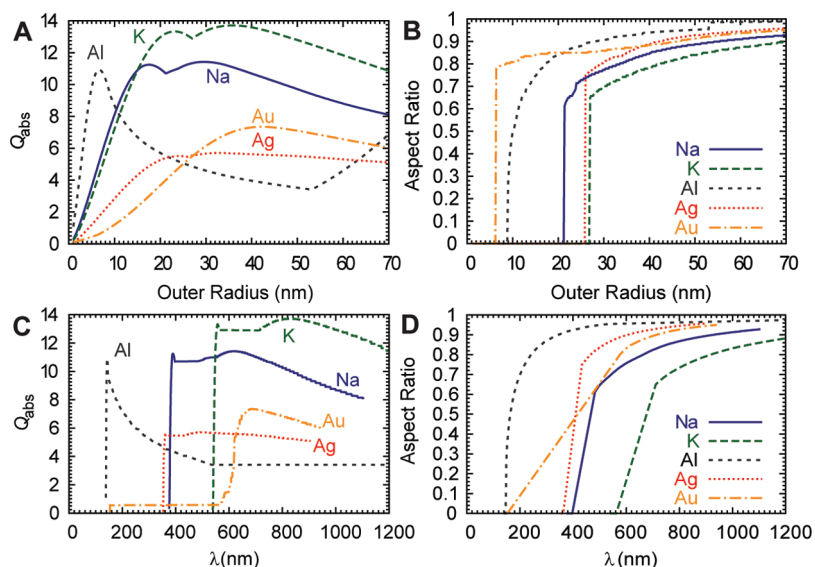 A
14
12
10
8
6
4
2
0
Qabs
K
Al
Na
Au
Ag
0 10 20 30 40 50 60 70
Outer Radius (nm)
B
1
0.9
0.8
0.7
0.6
0.5
0.4
0.3
0.2
0.1
0
Aspect Ratio
Na
K
Al
Ag
Au
0 10 20 30 40 50 60 70
Outer Radius (nm)
C
14
12
10
8
6
4
2
0
Qabs
Al
K
Na
Au
Ag
0 200 400 600 800 1000 1200
λ(nm)
D
1
0.9
0.8
0.7
0.6
0.5
0.4
0.3
0.2
0.1
0
Aspect Ratio
Na
K
Al
Ag
Au
0 200 400 600 800 1000 1200
λ(nm)